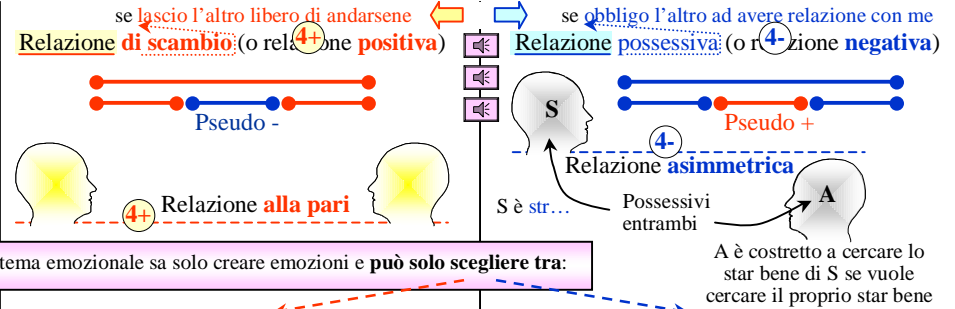 se lascio l'altro libero di andarsene
Relazione di scambio (o relazione positiva)
4+
Pseudo -
4+
Relazione alla pari
se obbligo l'altro ad avere relazione con me
Relazione possessiva (o relazione negativa)
4-
S
Pseudo +
4-
Relazione asimmetrica
A
S è str…
Possessivi
entrambi
A è costretto a cercare lo
star bene di S se vuole
cercare il proprio star bene
tema emozionale sa solo creare emozioni e può solo scegliere tra: